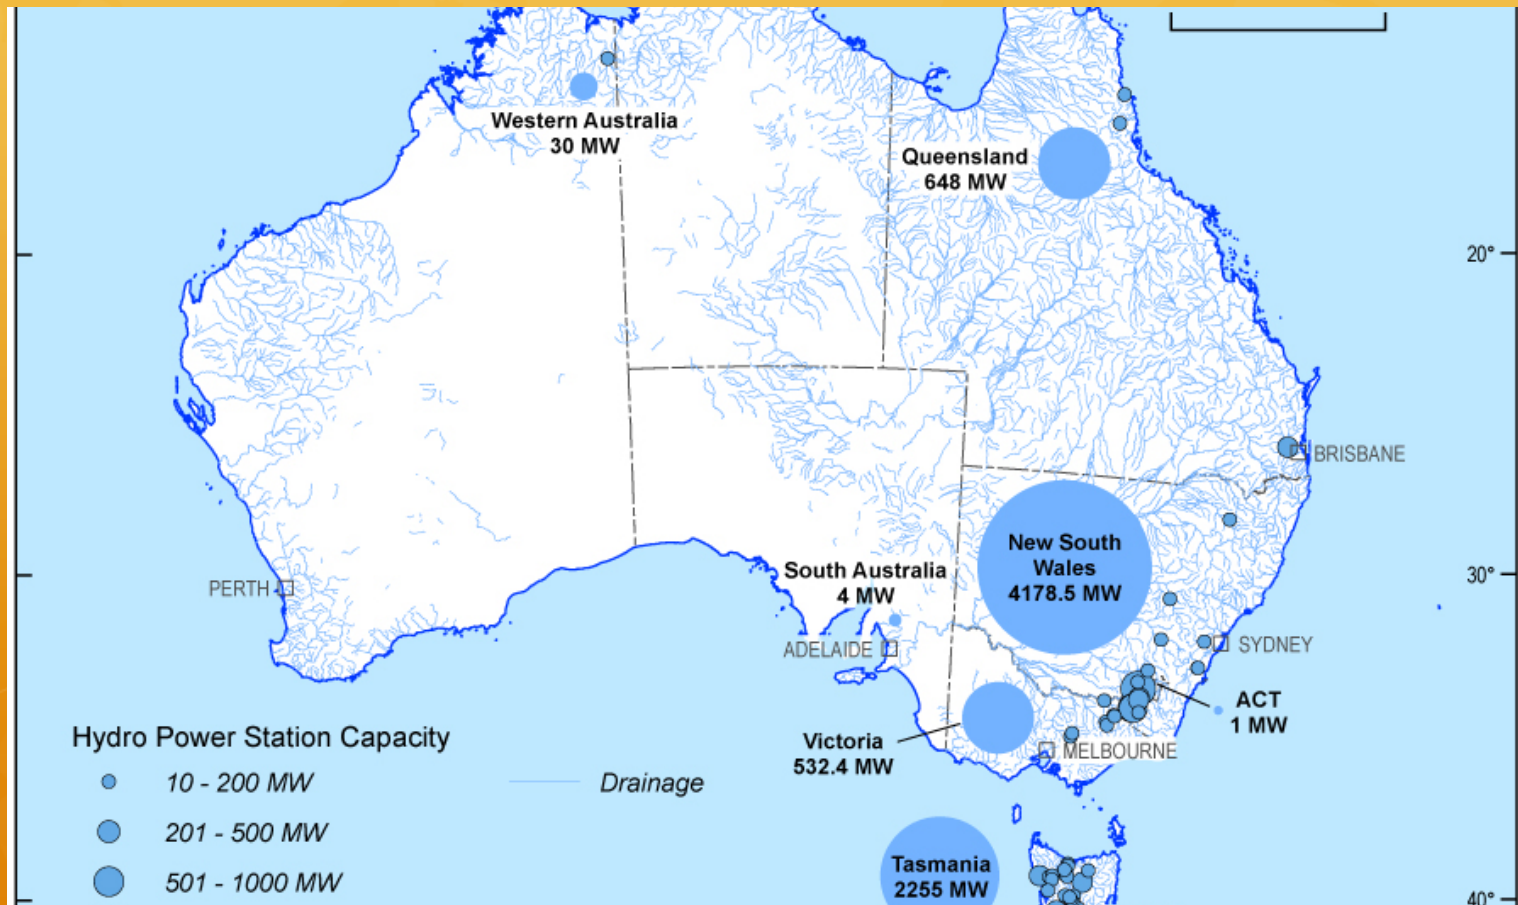 Western Australia
30 MW
Queensland
648 MW
20°
BRISBANE
New South
Wales
4178.5 MW
South Australia
4 MW
30°
PERTH
ADELAIDE
SYDNEY
ACT
1 MW
Victoria
532.4 MW
MELBOURNE
Hydro Power Station Capacity
10 - 200 MW
Drainage
201 - 500 MW
501 - 1000 MW
Tasmania
2255 MW
40°